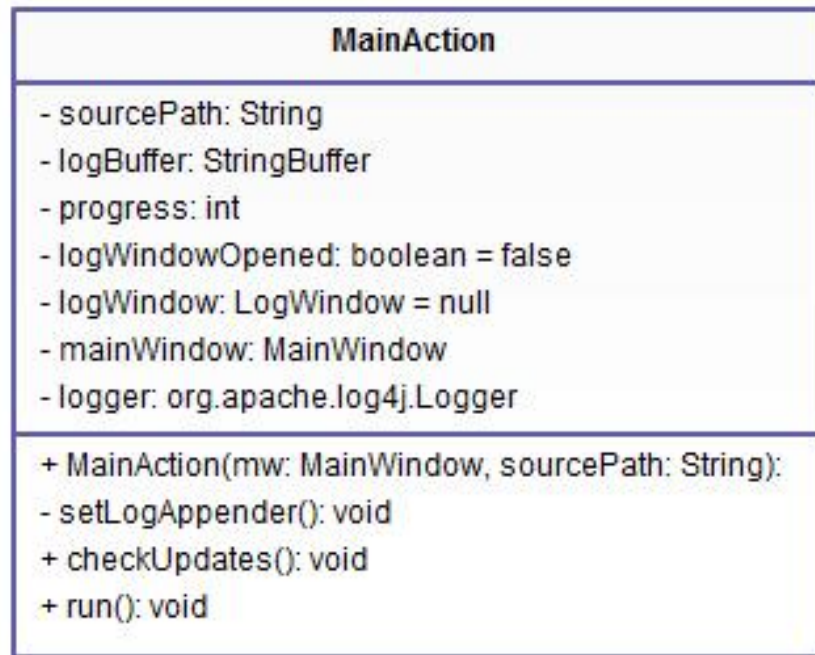 MainAction
- sourcePath: String
- logBuffer: StringBuffer
- progress: int
- logWindowOpened: boolean = false
- logWindow: LogWindow = null
- mainWindow: MainWindow
- logger: org.apache.log4j.Logger
+ MainAction(mw: MainWindow, sourcePath: String):
- setLogAppender(): void
+ checkUpdates(): void
+ run(): void